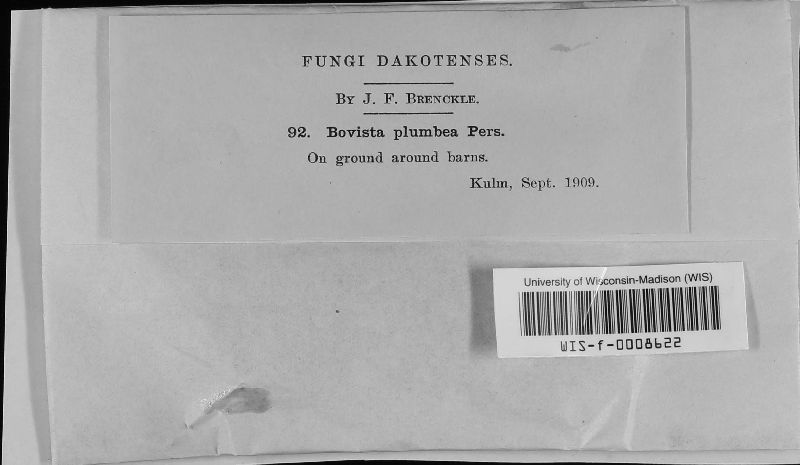 FUNGI DAKOTENSES.
By J. F. Brenckle.
92. Bovista plumbea Pers.
On ground around barns.
Kulm, Sept. 1909.
University of Wisconsin-Madison (WIS)
WIS-f-0008622